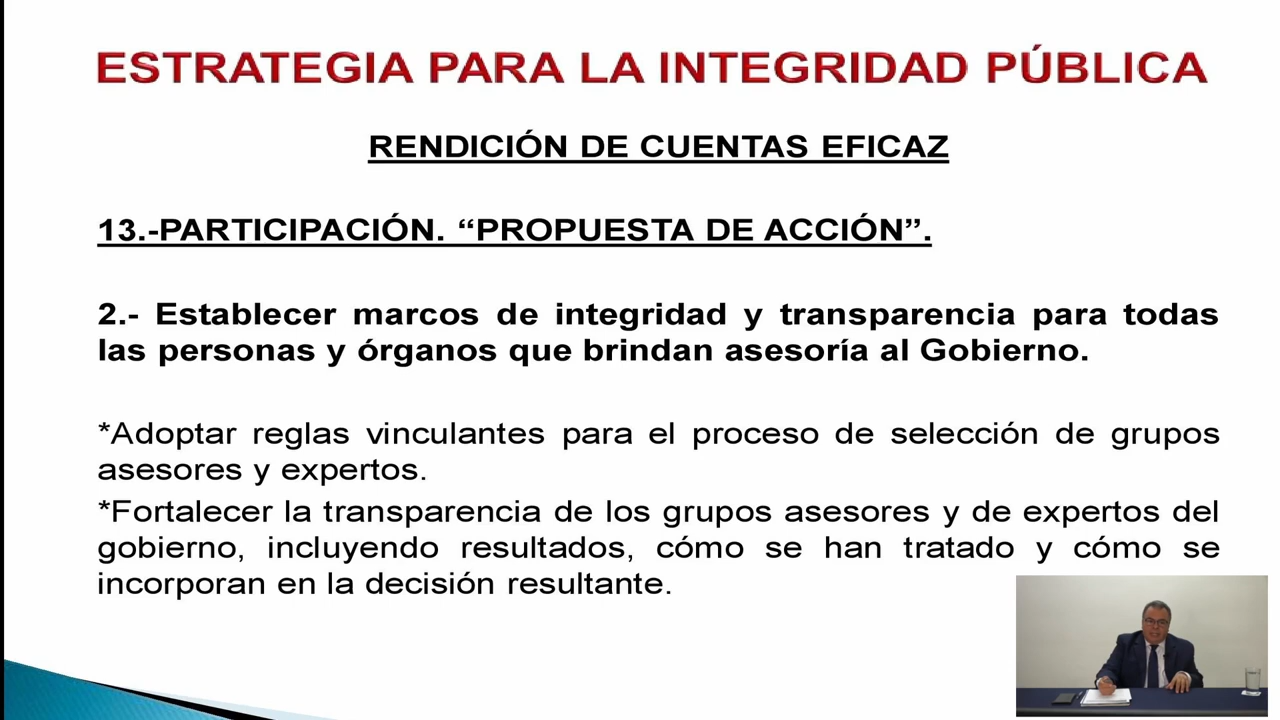 ESTRATEGIA PARA LA INTEGRIDAD PÚBLICA
RENDICIÓN DE CUENTAS EFICAZ
13.-PARTICIPACIÓN. “PROPUESTA DE ACCIÓN”.
2.- Establecer marcos de integridad y transparencia para todas
las personas y órganos que brindan asesoría al Gobierno.
*Adoptar reglas vinculantes para el proceso de selección de grupos
asesores y expertos.
*Fortalecer la transparencia de los grupos asesores y de expertos del
gobierno, incluyendo resultados, cómo se han tratado y cómo se
incorporan en la decisión resultante.